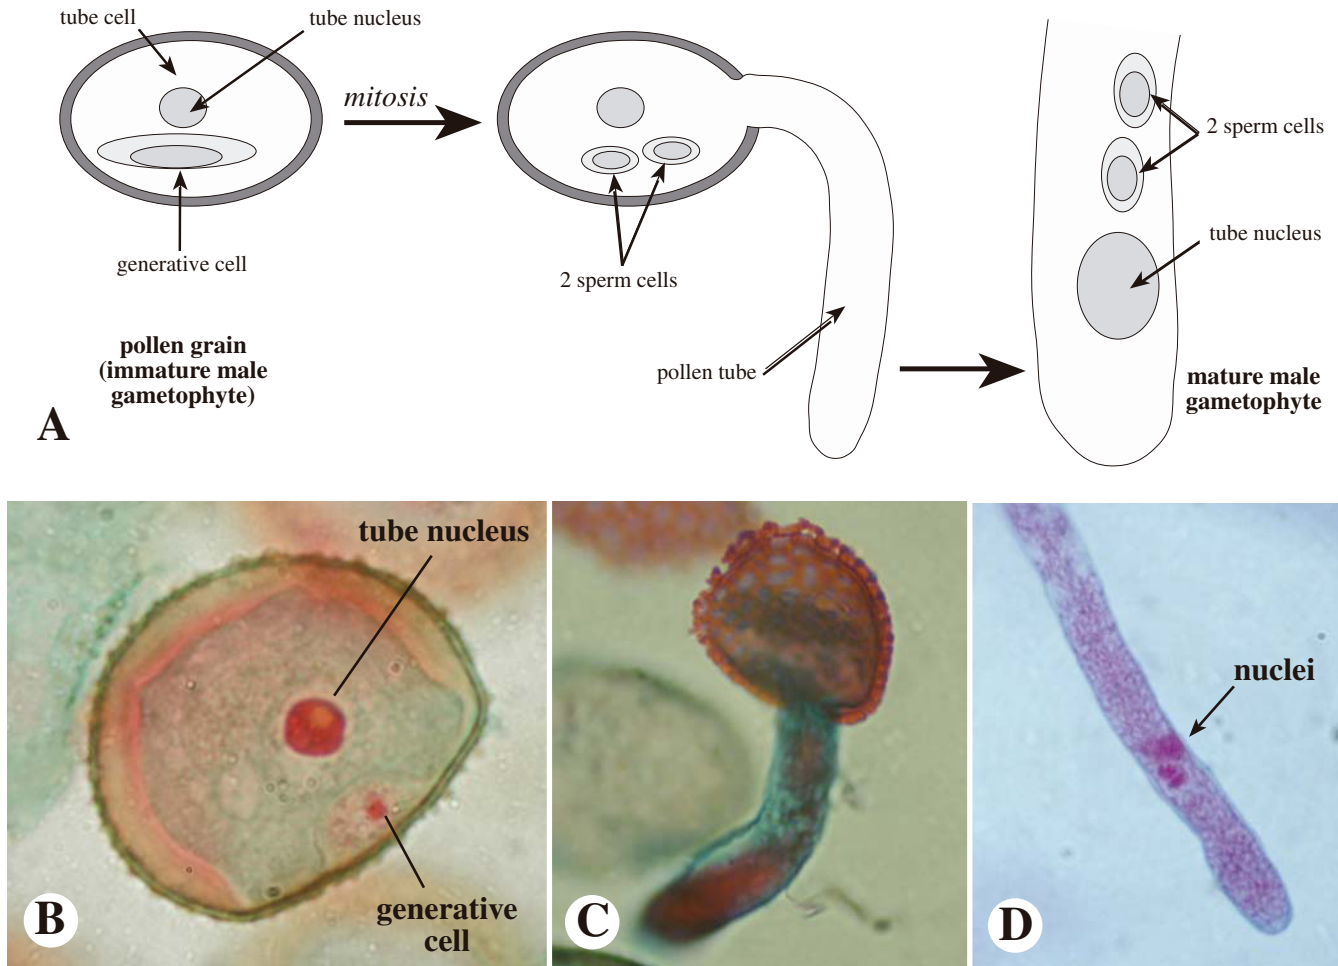 tube cell
tube nucleus
mitosis
generative cell
2 sperm cells
pollen tube
2 sperm cells
tube nucleus
pollen grain
(immature male
gametophyte)
mature male
gametophyte
A
tube nucleus
generative
cell
B
C
nuclei
D